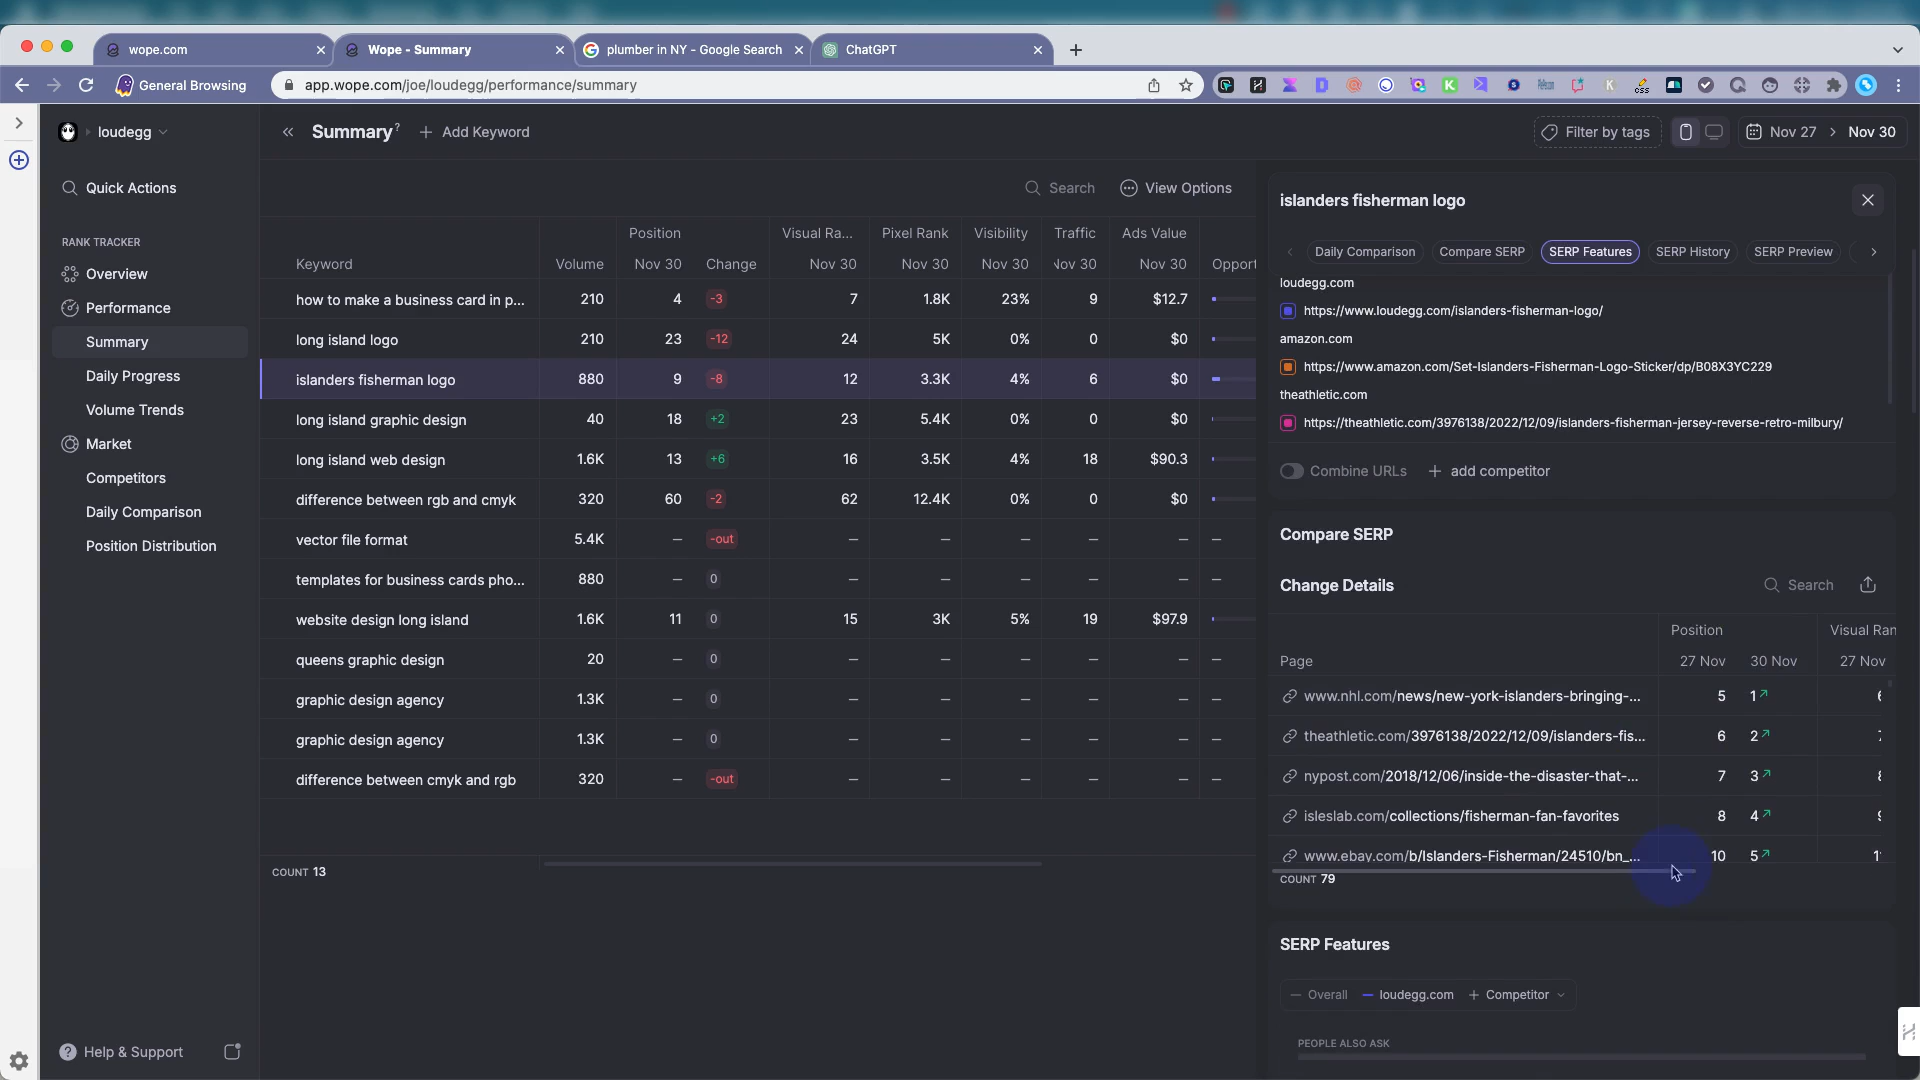 wope.com
Wope - Summary
plumber in NY - Google Search
ChatGPT
General Browsing
app.wope.com/joe/loudegg/performance/summary
loudegg
Summary?
Add Keyword
Filter by tags
Nov 27 > Nov 30
Quick Actions
RANK TRACKER
Overview
Performance
Summary
Daily Progress
Volume Trends
Market
Competitors
Daily Comparison
Position Distribution
Help & Support
Search
View Options
Position Visual Ra... Pixel Rank Visibility Traffic Ads Value
Keyword Volume Nov 30 Change Nov 30 Nov 30 Nov 30 Nov 30 Nov 30 Opport
how to make a business card in p... 210 4 -3 7 1.8K 23% 9 $12.7
long island logo 210 23 -12 24 5K 0% 0 $0
islanders fisherman logo 880 9 -8 12 3.3K 4% 6 $0
long island graphic design 40 18 +2 23 5.4K 0% 0 $0
long island web design 1.6K 13 +6 16 3.5K 4% 18 $90.3
difference between rgb and cmyk 320 60 -2 62 12.4K 0% 0 $0
vector file format 5.4K – -out – – – – – –
templates for business cards pho... 880 – 0 – – – – – –
website design long island 1.6K 11 0 15 3K 5% 19 $97.9
queens graphic design 20 – 0 – – – – – –
graphic design agency 1.3K – 0 – – – – – –
graphic design agency 1.3K – 0 – – – – – –
difference between cmyk and rgb 320 – -out – – – – – –
COUNT 13
islanders fisherman logo
Daily Comparison
Compare SERP
SERP Features
SERP History
SERP Preview
loudegg.com
https://www.loudegg.com/islanders-fisherman-logo/
amazon.com
https://www.amazon.com/Set-Islanders-Fisherman-Logo-Sticker/dp/B08X3YC229
theathletic.com
https://theathletic.com/3976138/2022/12/09/islanders-fisherman-jersey-reverse-retro-milbury/
Combine URLs
add competitor
Compare SERP
Change Details
Search
Position Visual Ran
Page 27 Nov 30 Nov 27 Nov
www.nhl.com/news/new-york-islanders-bringing-... 5 1
theathletic.com/3976138/2022/12/09/islanders-fis... 6 2
nypost.com/2018/12/06/inside-the-disaster-that-... 7 3
isleslab.com/collections/fisherman-fan-favorites 8 4
www.ebay.com/b/Islanders-Fisherman/24510/bn_... 10 5
COUNT 79
SERP Features
Overall
loudegg.com
Competitor
PEOPLE ALSO ASK